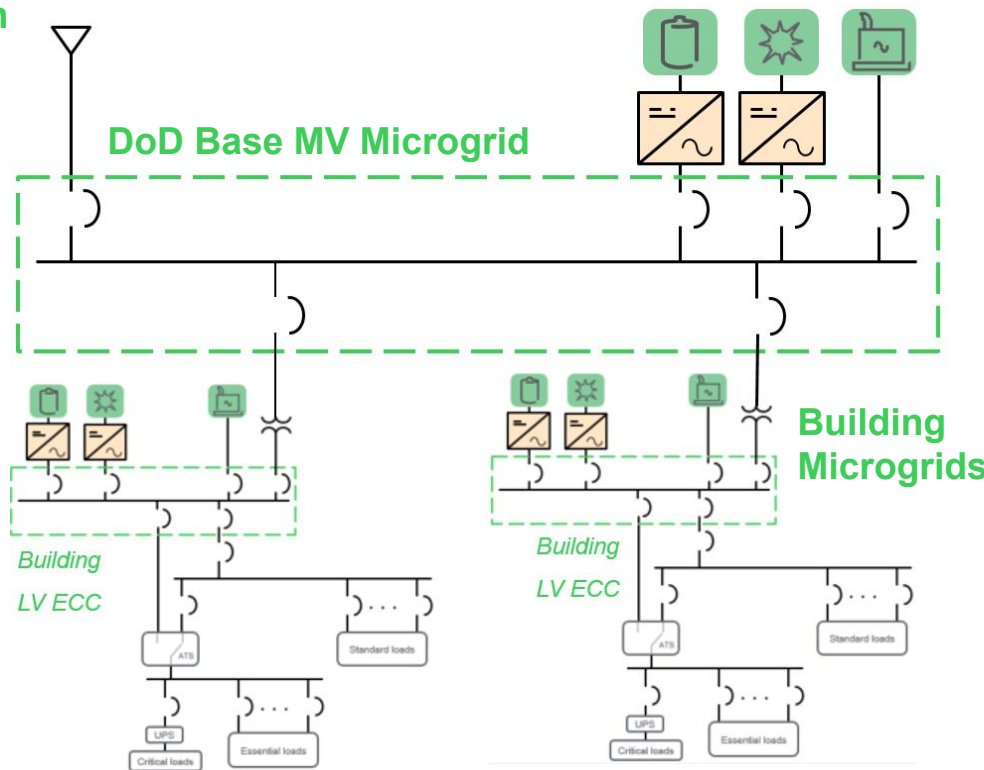 DoD Base MV Microgrid
Building
Microgrids
Building
LV ECC
Building
LV ECC
ATS
Standard loads
ATS
Standard loads
UPS
Essential loads
Critical loads
UPS
Essential loads
Critical loads